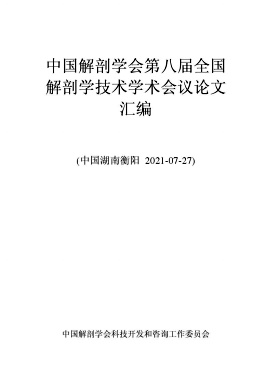 中国解剖学会第八届全国
解剖学技术学术会议论文
汇编
(中国湖南衡阳 2021-07-27)
中国解剖学会科技开发和咨询工作委员会